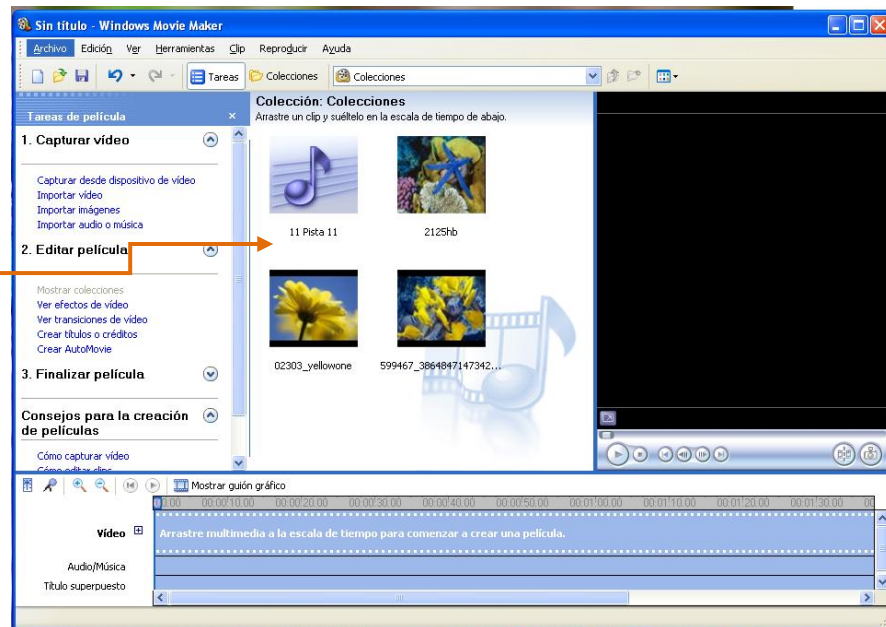 Sin título - Windows Movie Maker
Archivo Edición Ver Herramientas Clip Reproducir Ayuda
Tareas Colecciones Colecciones
Tareas de película
1. Capturar vídeo
Capturar desde dispositivo de vídeo
Importar vídeo
Importar imágenes
Importar audio o música
2. Editar película
Mostrar colecciones
Ver efectos de vídeo
Ver transiciones de vídeo
Crear títulos o créditos
Crear AutoMovie
3. Finalizar película
Consejos para la creación
de películas
Cómo capturar vídeo
Cómo editar clips
Colección: Colecciones
Arrastre un clip y suéltelo en la escala de tiempo de abajo.
11 Pista 11
2125hb
02303_yellowone
599467_3864847147342...
Mostrar guión gráfico
00:00:10.00 00:00:20.00 00:00:30.00 00:00:40.00 00:00:50.00 00:01:00.00 00:01:10.00 00:01:20.00 00:01:30.00
Vídeo
Arrastre multimedia a la escala de tiempo para comenzar a crear una película.
Audio/Música
Título superpuesto